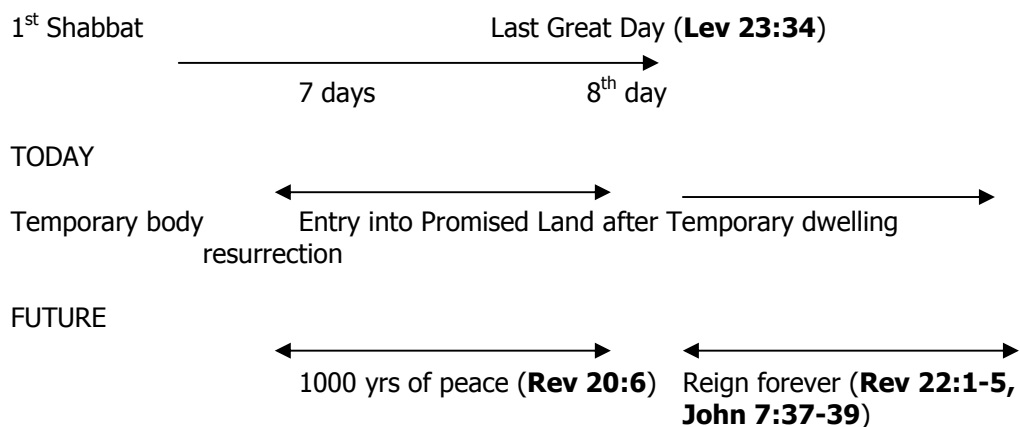 1st Shabbat Last Great Day (Lev 23:34)
7 days 8th day
TODAY
Temporary body Entry into Promised Land after Temporary dwelling
resurrection
FUTURE
1000 yrs of peace (Rev 20:6) Reign forever (Rev 22:1-5,
John 7:37-39)